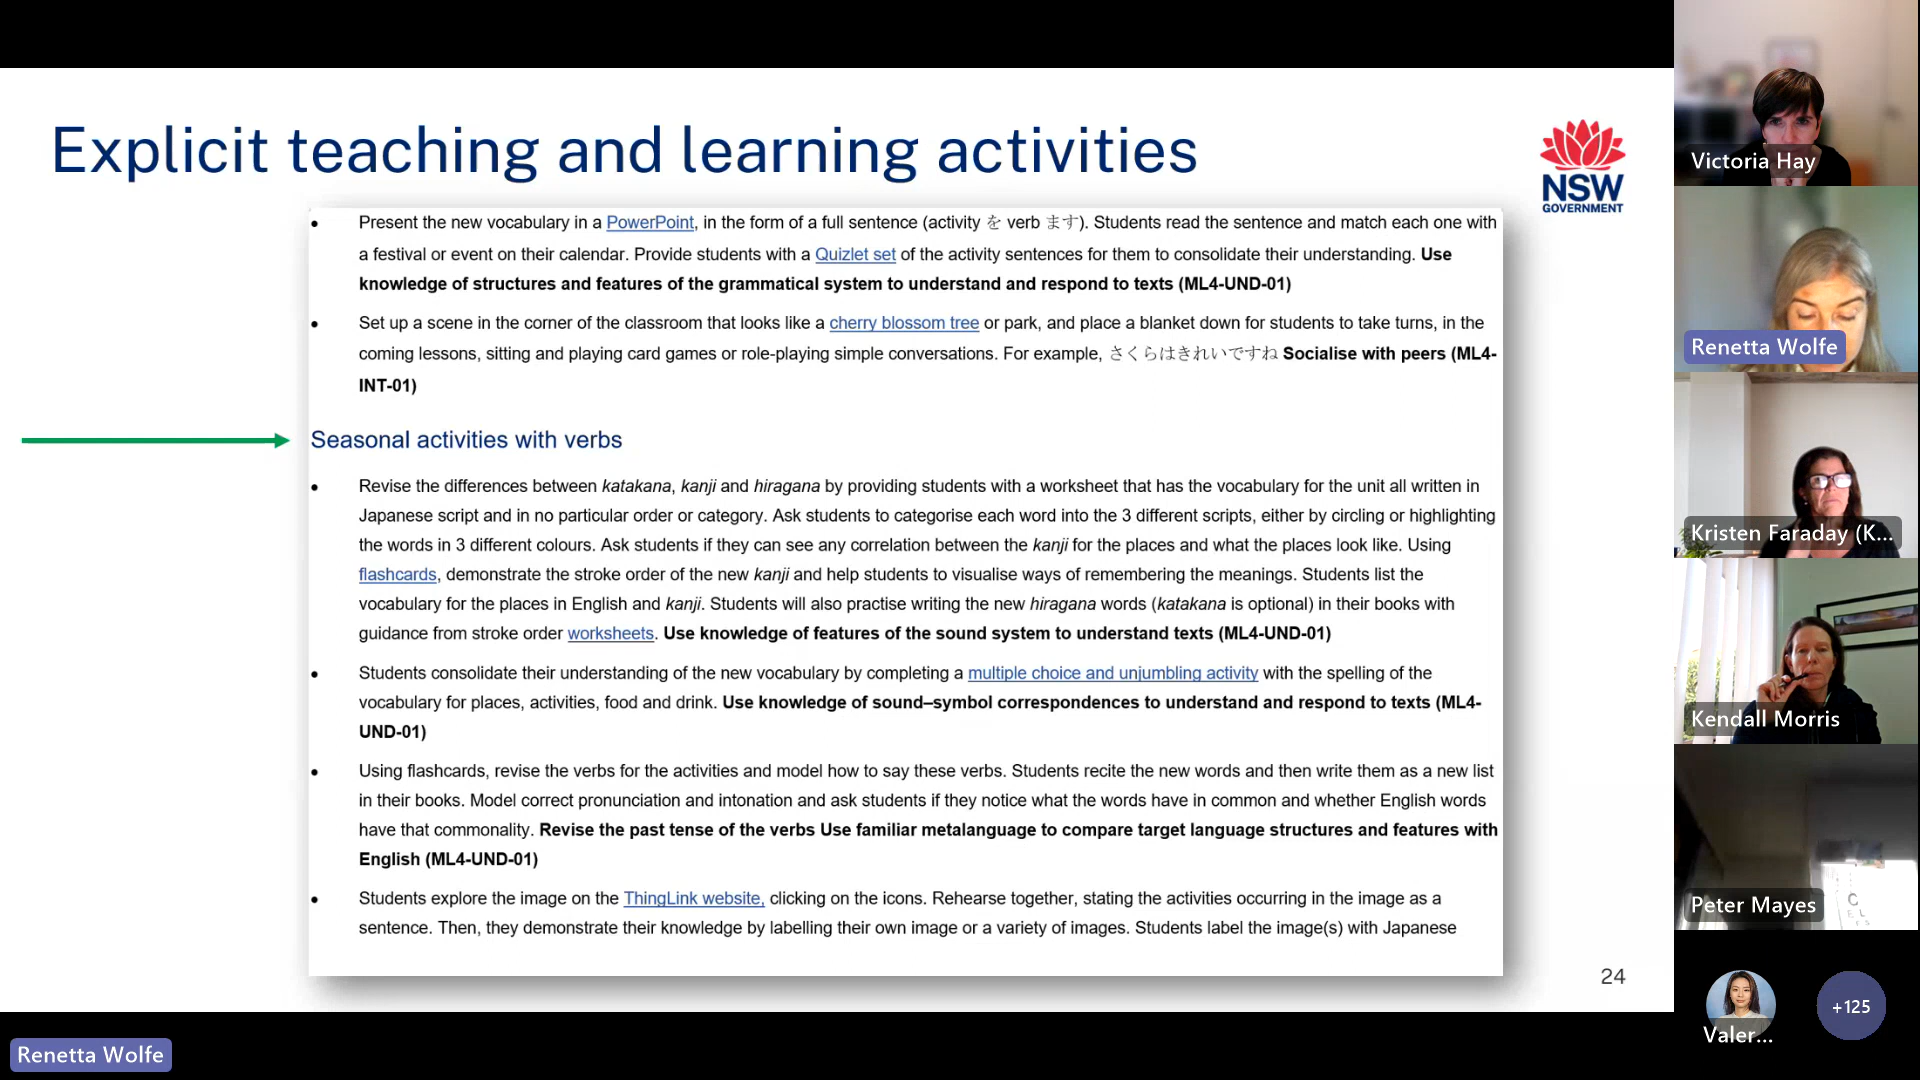 Explicit teaching and learning activities
NSW
GOVERNMENT
• Present the new vocabulary in a PowerPoint, in the form of a full sentence (activity を verb ます). Students read the sentence and match each one with
a festival or event on their calendar. Provide students with a Quizlet set of the activity sentences for them to consolidate their understanding. Use
knowledge of structures and features of the grammatical system to understand and respond to texts (ML4-UND-01)
• Set up a scene in the corner of the classroom that looks like a cherry blossom tree or park, and place a blanket down for students to take turns, in the
coming lessons, sitting and playing card games or role-playing simple conversations. For example, さくらはきれいですね Socialise with peers (ML4-
INT-01)
Seasonal activities with verbs
• Revise the differences between katakana, kanji and hiragana by providing students with a worksheet that has the vocabulary for the unit all written in
Japanese script and in no particular order or category. Ask students to categorise each word into the 3 different scripts, either by circling or highlighting
the words in 3 different colours. Ask students if they can see any correlation between the kanji for the places and what the places look like. Using
flashcards, demonstrate the stroke order of the new kanji and help students to visualise ways of remembering the meanings. Students list the
vocabulary for the places in English and kanji. Students will also practise writing the new hiragana words (katakana is optional) in their books with
guidance from stroke order worksheets. Use knowledge of features of the sound system to understand texts (ML4-UND-01)
• Students consolidate their understanding of the new vocabulary by completing a multiple choice and unjumbling activity with the spelling of the
vocabulary for places, activities, food and drink. Use knowledge of sound–symbol correspondences to understand and respond to texts (ML4-
UND-01)
• Using flashcards, revise the verbs for the activities and model how to say these verbs. Students recite the new words and then write them as a new list
in their books. Model correct pronunciation and intonation and ask students if they notice what the words have in common and whether English words
have that commonality. Revise the past tense of the verbs Use familiar metalanguage to compare target language structures and features with
English (ML4-UND-01)
• Students explore the image on the ThingLink website, clicking on the icons. Rehearse together, stating the activities occurring in the image as a
sentence. Then, they demonstrate their knowledge by labelling their own image or a variety of images. Students label the image(s) with Japanese
24
Renetta Wolfe
Victoria Hay
Renetta Wolfe
Kristen Faraday (K...
Kendall Morris
Peter Mayes
Valer...
+125